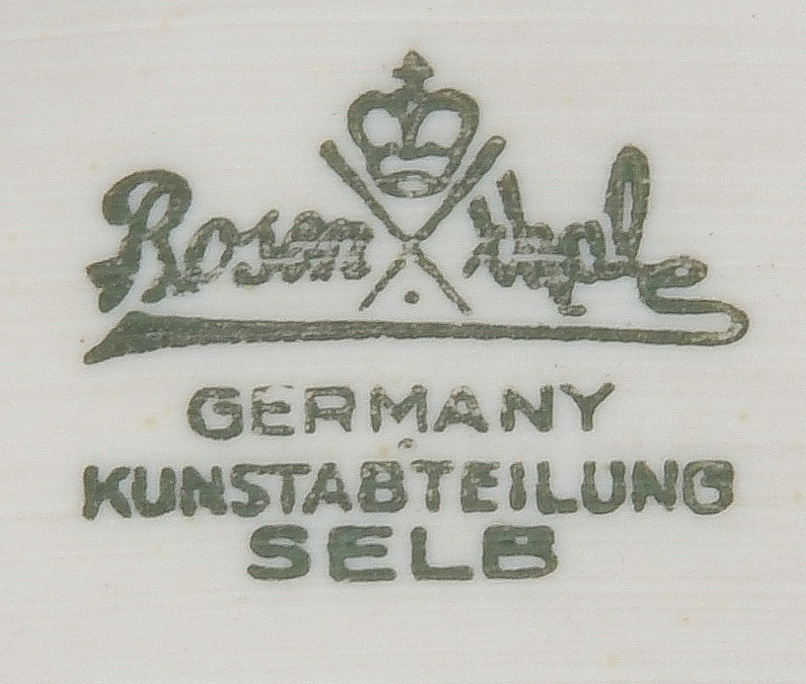 Rosenthal
GERMANY
KUNSTABTEILUNG
SELB